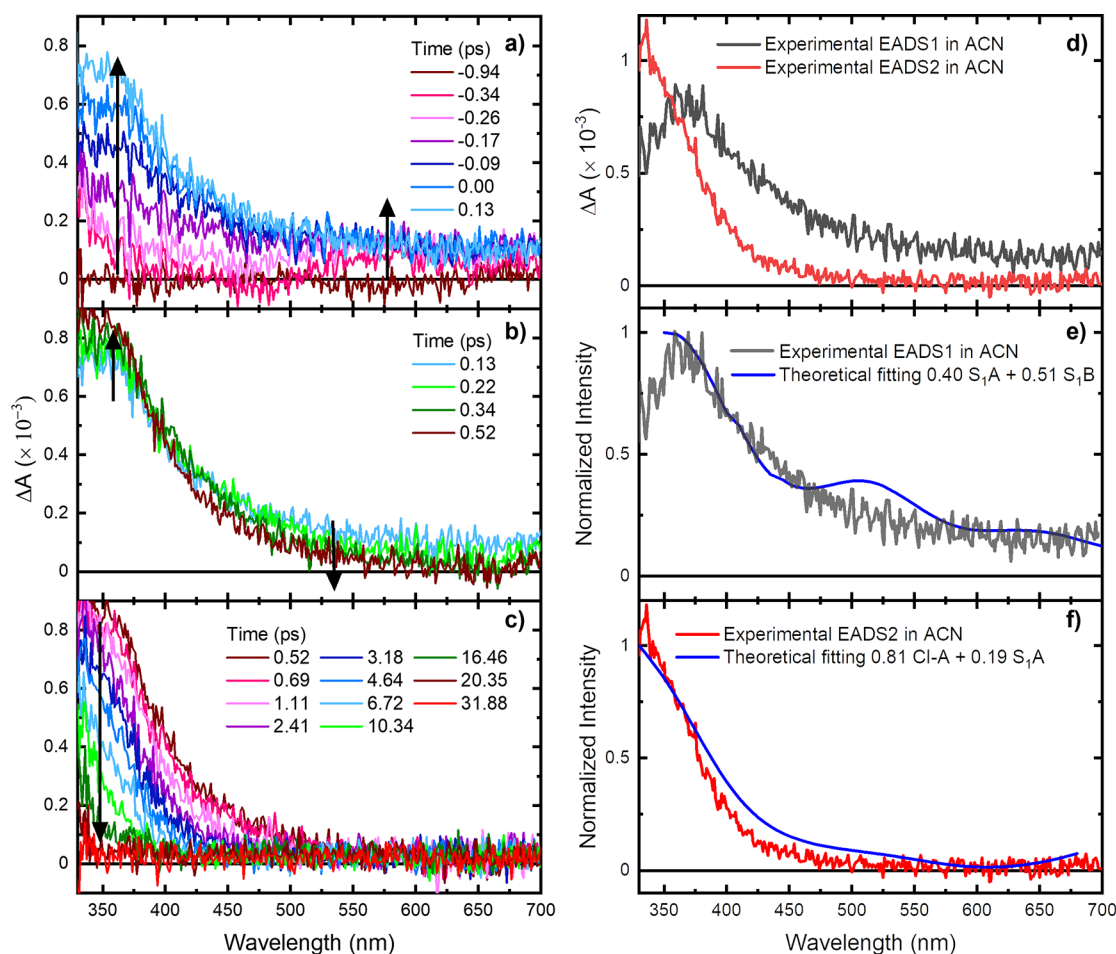 a)
Time (ps)
-0.94
-0.34
-0.26
-0.17
-0.09
0.00
0.13
0.8
0.6
0.4
0.2
0
b)
Time (ps)
0.13
0.22
0.34
0.52
0.8
0.6
0.4
0.2
0
ΔA (× 10⁻³)
c)
Time (ps)
0.52 3.18 16.46
0.69 4.64 20.35
1.11 6.72 31.88
2.41 10.34
0.8
0.6
0.4
0.2
0
350 400 450 500 550 600 650 700
Wavelength (nm)
d)
Experimental EADS1 in ACN
Experimental EADS2 in ACN
1
0.5
0
ΔA (× 10⁻³)
e)
Experimental EADS1 in ACN
Theoretical fitting 0.40 S₁A + 0.51 S₁B
1
0.5
0
Normalized Intensity
f)
Experimental EADS2 in ACN
Theoretical fitting 0.81 CI-A + 0.19 S₁A
1
0.5
0
Normalized Intensity
350 400 450 500 550 600 650 700
Wavelength (nm)